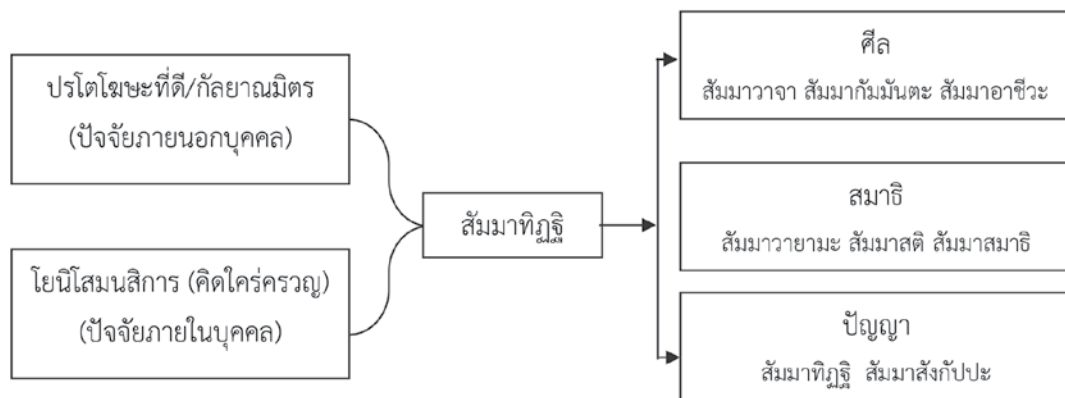 ปรโตโฆษะที่ดี/กัลยาณมิตร
(ปัจจัยภายนอกบุคคล)
โยนิโสมนสิการ (คิดใคร่ครวญ)
(ปัจจัยภายในบุคคล)
สัมมาทิฏฐิ
ศีล
สัมมาวาจา สัมมากัมมันตะ สัมมาอาชีวะ
สมาธิ
สัมมาวายามะ สัมมาสติ สัมมาสมาธิ
ปัญญา
สัมมาทิฏฐิ สัมมาสังกัปปะ